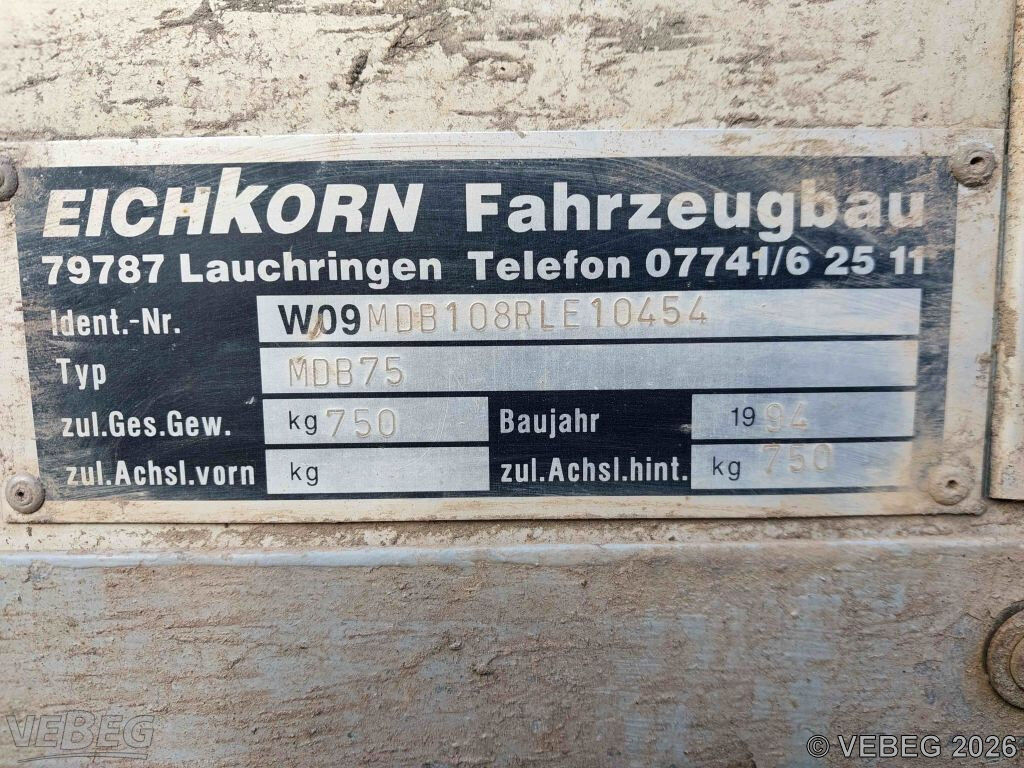 EICHKORN Fahrzeugbau
79787 Lauchringen Telefon 07741/6 25 11
Ident.-Nr. W09MDB108RLE10454
Typ MDB75
zul.Ges.Gew. kg 750 Baujahr 1994
zul.Achsl.vorn kg zul.Achsl.hint. kg 750
VEBEG
© VEBEG 2026